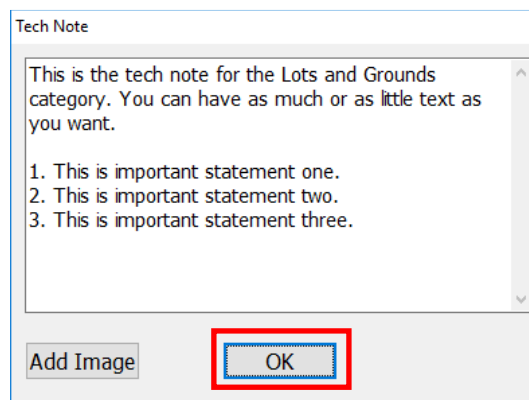 Tech Note
This is the tech note for the Lots and Grounds
category. You can have as much or as little text as
you want.
1. This is important statement one.
2. This is important statement two.
3. This is important statement three.
Add Image
OK